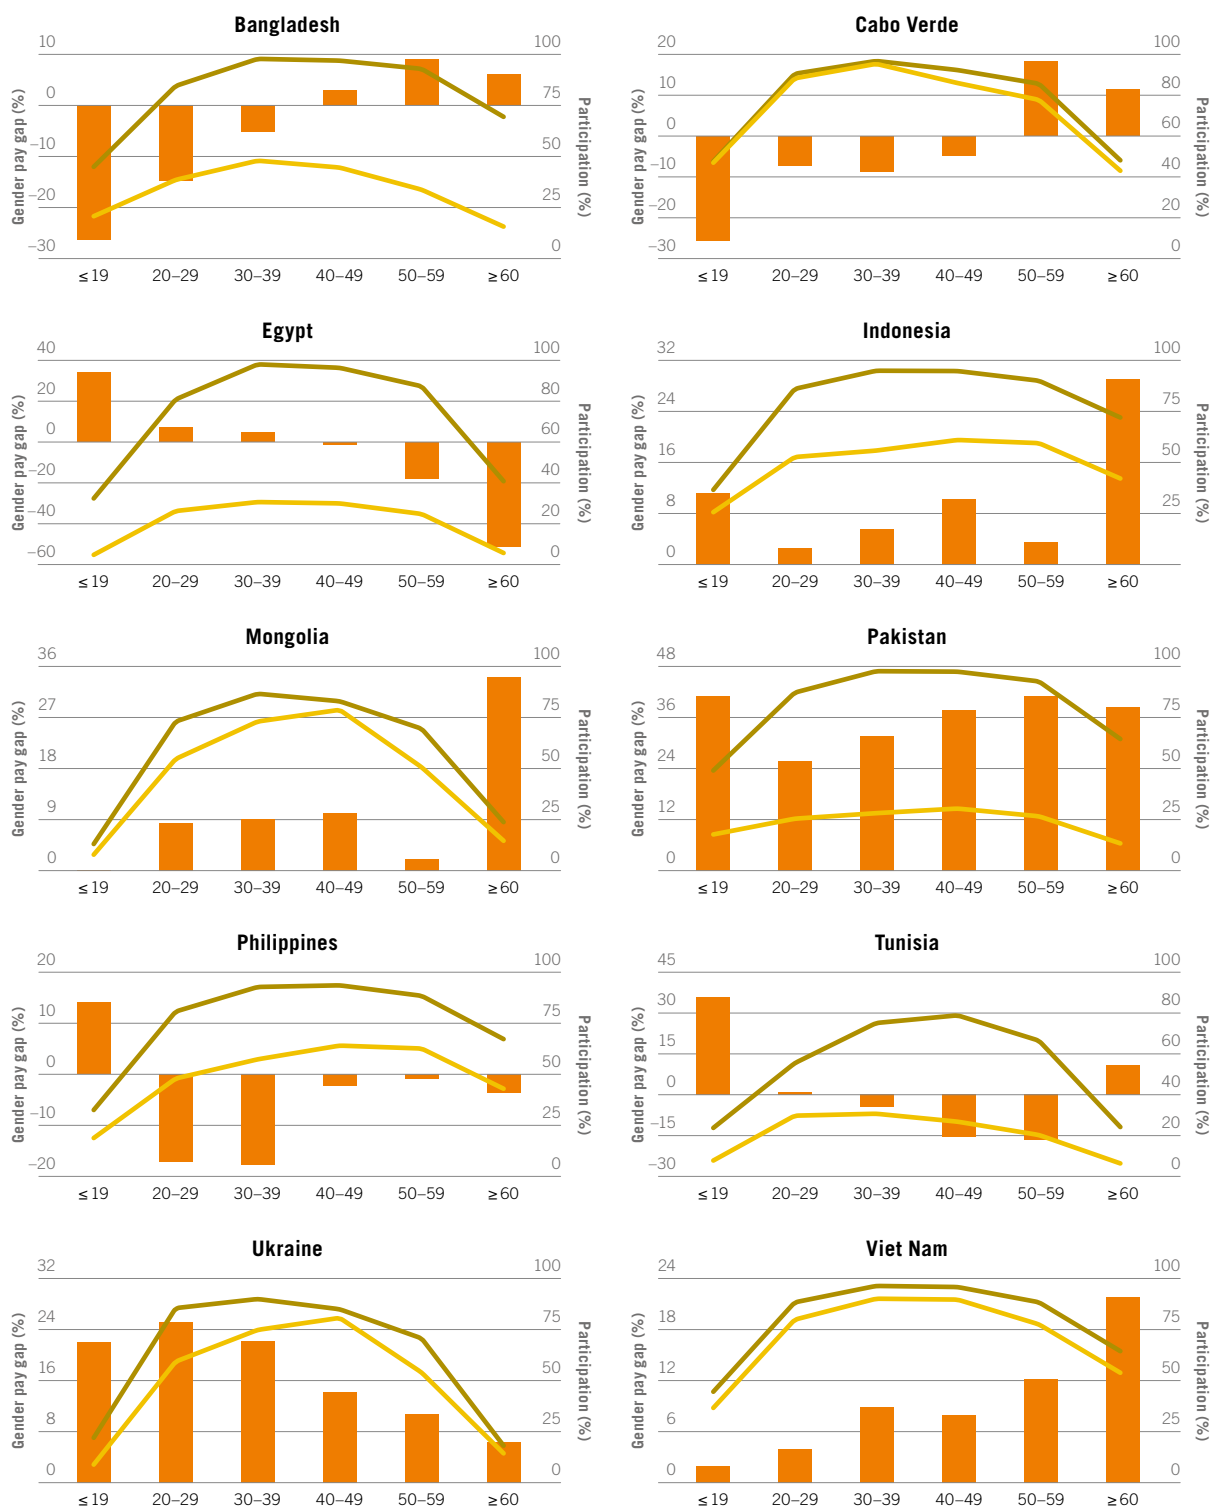 Bangladesh
10 100
0 75
–10 50
–20 25
–30 0
Gender pay gap (%)
Participation (%)
≤ 19 20–29 30–39 40–49 50–59 ≥ 60
Cabo Verde
20 100
10 80
0 60
–10 40
–20 20
–30 0
Gender pay gap (%)
Participation (%)
≤ 19 20–29 30–39 40–49 50–59 ≥ 60
Egypt
40 100
20 80
0 60
–20 40
–40 20
–60 0
Gender pay gap (%)
Participation (%)
≤ 19 20–29 30–39 40–49 50–59 ≥ 60
Indonesia
32 100
24 75
16 50
8 25
0 0
Gender pay gap (%)
Participation (%)
≤ 19 20–29 30–39 40–49 50–59 ≥ 60
Mongolia
36 100
27 75
18 50
9 25
0 0
Gender pay gap (%)
Participation (%)
≤ 19 20–29 30–39 40–49 50–59 ≥ 60
Pakistan
48 100
36 75
24 50
12 25
0 0
Gender pay gap (%)
Participation (%)
≤ 19 20–29 30–39 40–49 50–59 ≥ 60
Philippines
20 100
10 75
0 50
–10 25
–20 0
Gender pay gap (%)
Participation (%)
≤ 19 20–29 30–39 40–49 50–59 ≥ 60
Tunisia
45 100
30 80
15 60
0 40
–15 20
–30 0
Gender pay gap (%)
Participation (%)
≤ 19 20–29 30–39 40–49 50–59 ≥ 60
Ukraine
32 100
24 75
16 50
8 25
0 0
Gender pay gap (%)
Participation (%)
≤ 19 20–29 30–39 40–49 50–59 ≥ 60
Viet Nam
24 100
18 75
12 50
6 25
0 0
Gender pay gap (%)
Participation (%)
≤ 19 20–29 30–39 40–49 50–59 ≥ 60